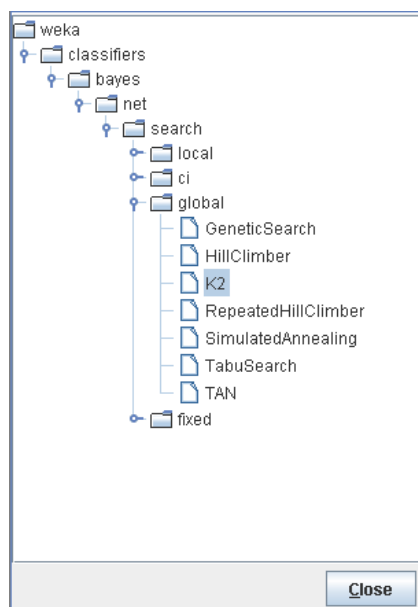 weka
classifiers
bayes
net
search
local
ci
global
GeneticSearch
HillClimber
K2
RepeatedHillClimber
SimulatedAnnealing
TabuSearch
TAN
fixed
Close